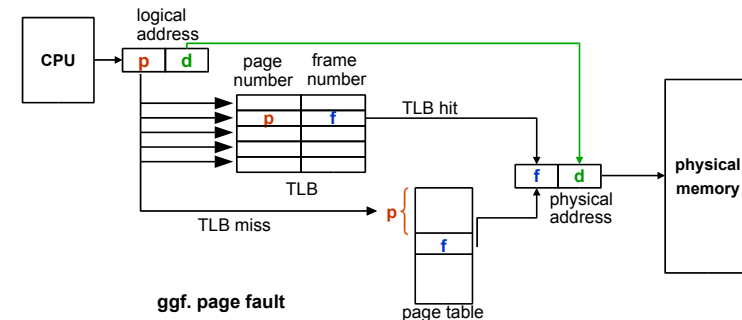 logical
address
CPU
p d
page
number
frame
number
p f
TLB hit
TLB
f d
physical
address
physical
memory
TLB miss
p
f
ggf. page fault
page table